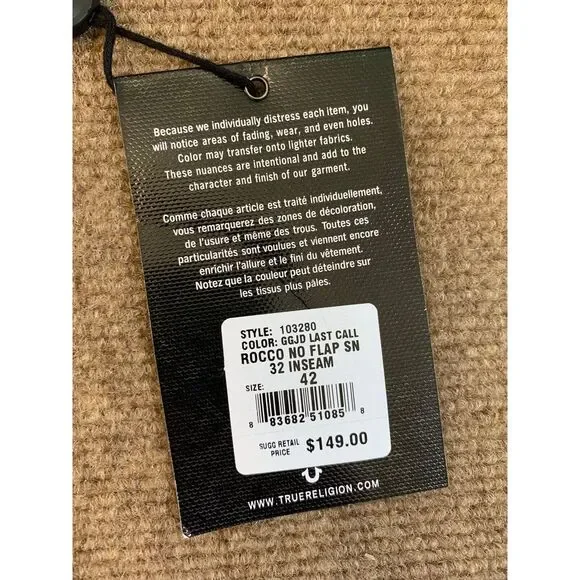 Because we individually distress each item, you
will notice areas of fading, wear, and even holes.
Color may transfer onto lighter fabrics.
These nuances are intentional and add to the
character and finish of our garment.
Comme chaque article est traité individuellement,
vous remarquerez des zones de décoloration,
de l'usure et même des trous. Toutes ces
particularités sont voulues et viennent encore
enrichir l'allure et le fini du vêtement.
Notez que la couleur peut déteindre sur
les tissus plus pâles.
STYLE: 103280
COLOR: GGJD LAST CALL
ROCCO NO FLAP SN
32 INSEAM
SIZE: 42
8 83682 51085 8
SUGG RETAIL PRICE $149.00
WWW.TRUERELIGION.COM